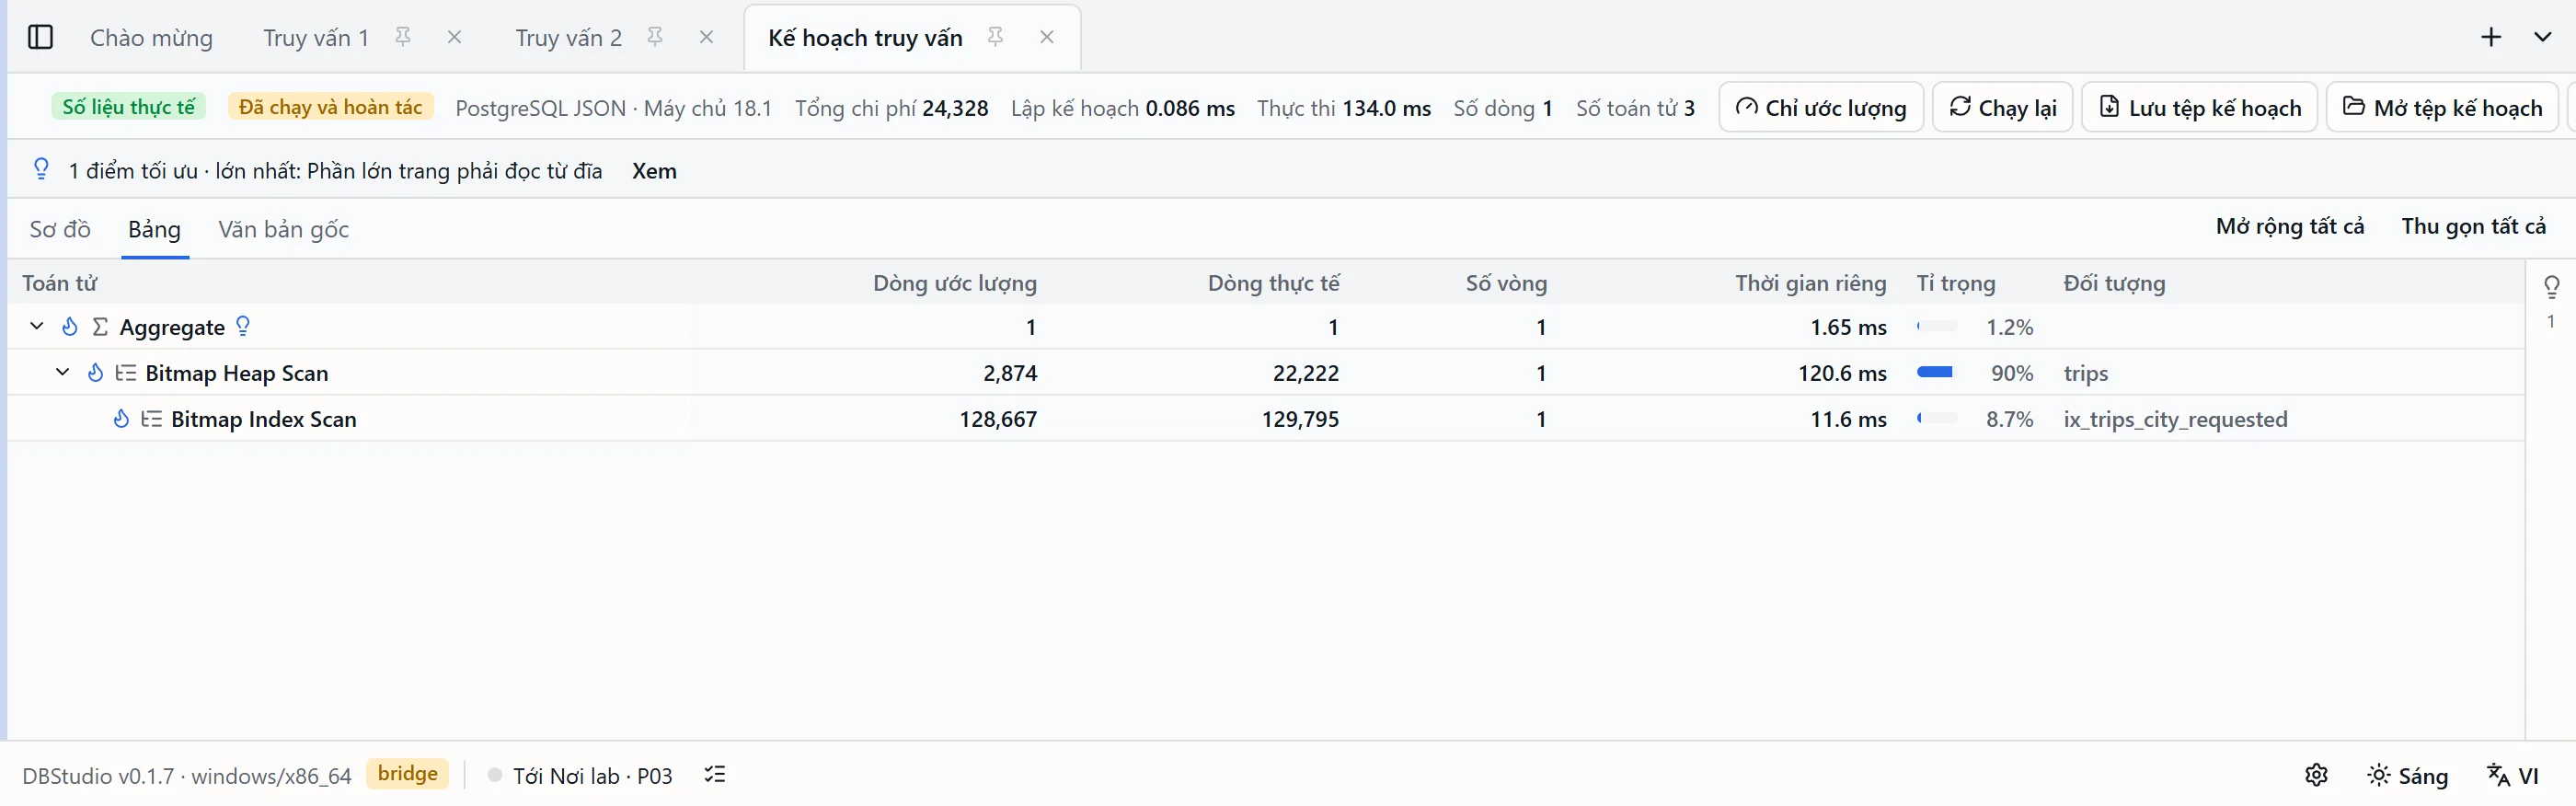 Chào mừng Truy vấn 1 Truy vấn 2 Kế hoạch truy vấn
Số liệu thực tế Đã chạy và hoàn tác PostgreSQL JSON · Máy chủ 18.1 Tổng chi phí 24,328 Lập kế hoạch 0.086 ms Thực thi 134.0 ms Số dòng 1 Số toán tử 3 Chỉ ước lượng Chạy lại Lưu tệp kế hoạch Mở tệp kế hoạch
1 điểm tối ưu · lớn nhất: Phần lớn trang phải đọc từ đĩa Xem
Sơ đồ Bảng Văn bản gốc Mở rộng tất cả Thu gọn tất cả
Toán tử Dòng ước lượng Dòng thực tế Số vòng Thời gian riêng Tỉ trọng Đối tượng
Aggregate 1 1 1 1.65 ms 1.2% 1
Bitmap Heap Scan 2,874 22,222 1 120.6 ms 90% trips
Bitmap Index Scan 128,667 129,795 1 11.6 ms 8.7% ix_trips_city_requested
DBStudio v0.1.7 · windows/x86_64 bridge Tới Nơi lab · P03 Sáng VI